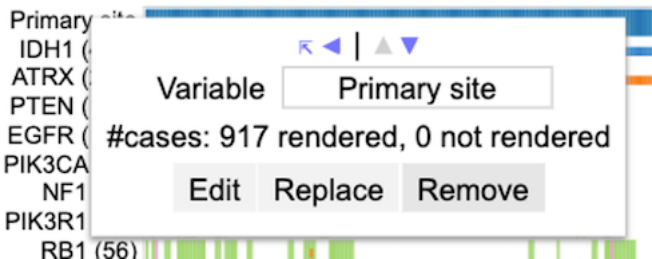 Primary site
IDH1 (
ATRX (
PTEN (
EGFR (
PIK3CA
NF1
PIK3R1
RB1 (56)
Variable Primary site
#cases: 917 rendered, 0 not rendered
Edit Replace Remove